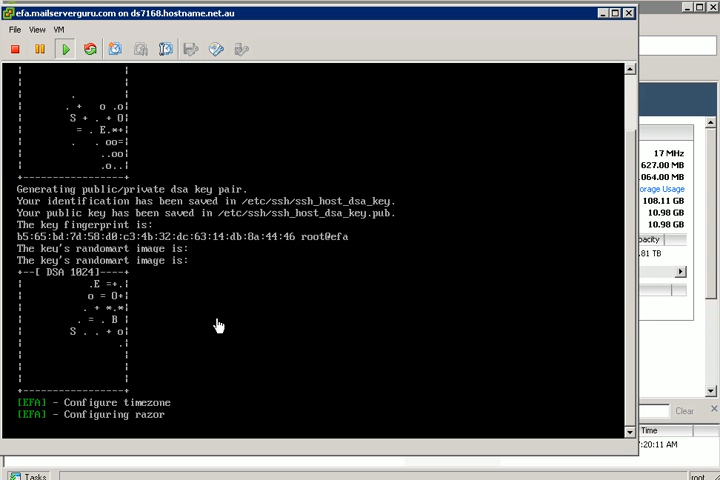 efa.mailserverguru.com on ds7168.hostname.net.au
File View VM
. + o .o
S + . + O
= . E.*+
. . oo=
..oo
.o..
Generating public/private dsa key pair.
Your identification has been saved in /etc/ssh/ssh_host_dsa_key.
Your public key has been saved in /etc/ssh/ssh_host_dsa_key.pub.
The key fingerprint is:
b5:65:bd:7d:58:d0:c3:4b:32:dc:63:14:db:8a:44:46 root@efa
The key's randomart image is:
The key's randomart image is:
+--[ DSA 1024]----+
| .E =+.|
| o = O+|
| . + *.*|
| . = . B |
| S . . + o|
| .|
| |
| |
| |
+-----------------+
[EFA] - Configure timezone
[EFA] - Configuring razor
17 MHz
627.00 MB
064.00 MB
orage Usage
108.11 GB
10.98 GB
10.98 GB
pacity
.81 TB
Clear
Time
7:20:11 AM
Tasks
root